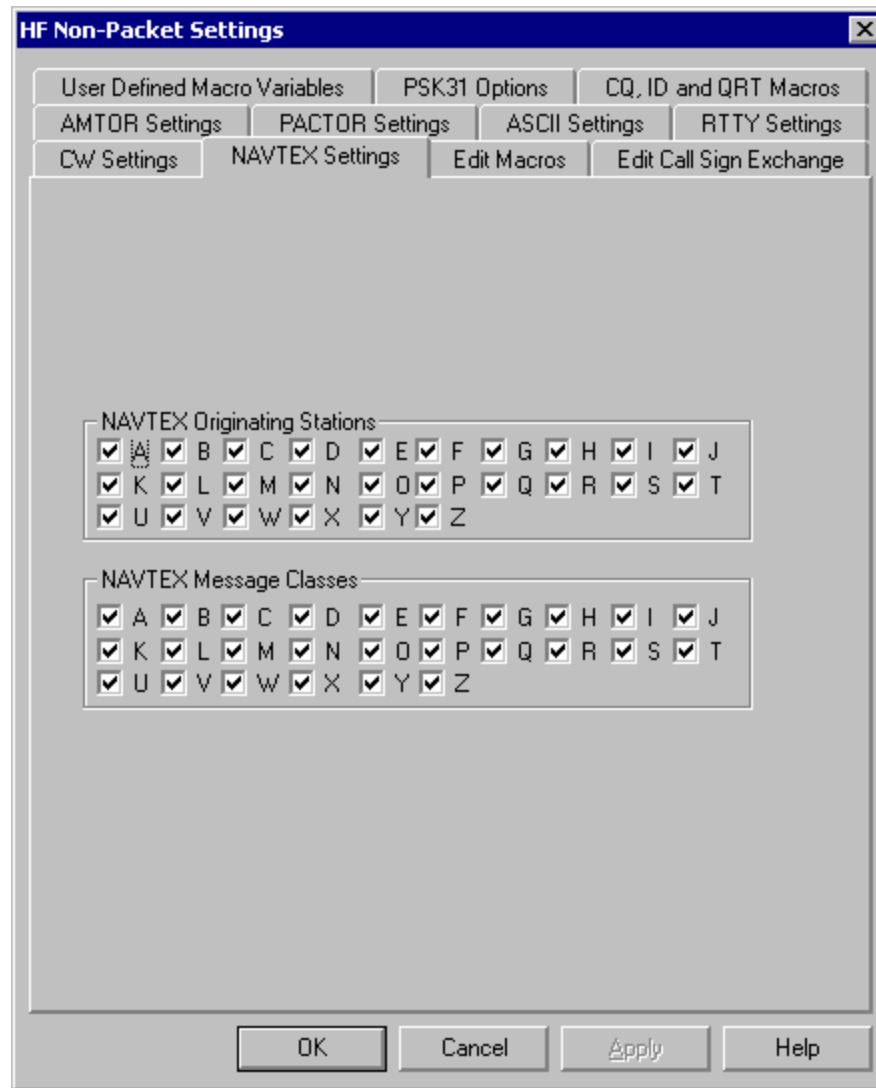 HF Non-Packet Settings
User Defined Macro Variables PSK31 Options CQ, ID and QRT Macros
AMTOR Settings PACTOR Settings ASCII Settings RTTY Settings
CW Settings NAVTEX Settings Edit Macros Edit Call Sign Exchange
NAVTEX Originating Stations
A B C D E F G H I J
K L M N O P Q R S T
U V W X Y Z
NAVTEX Message Classes
A B C D E F G H I J
K L M N O P Q R S T
U V W X Y Z
OK Cancel Apply Help